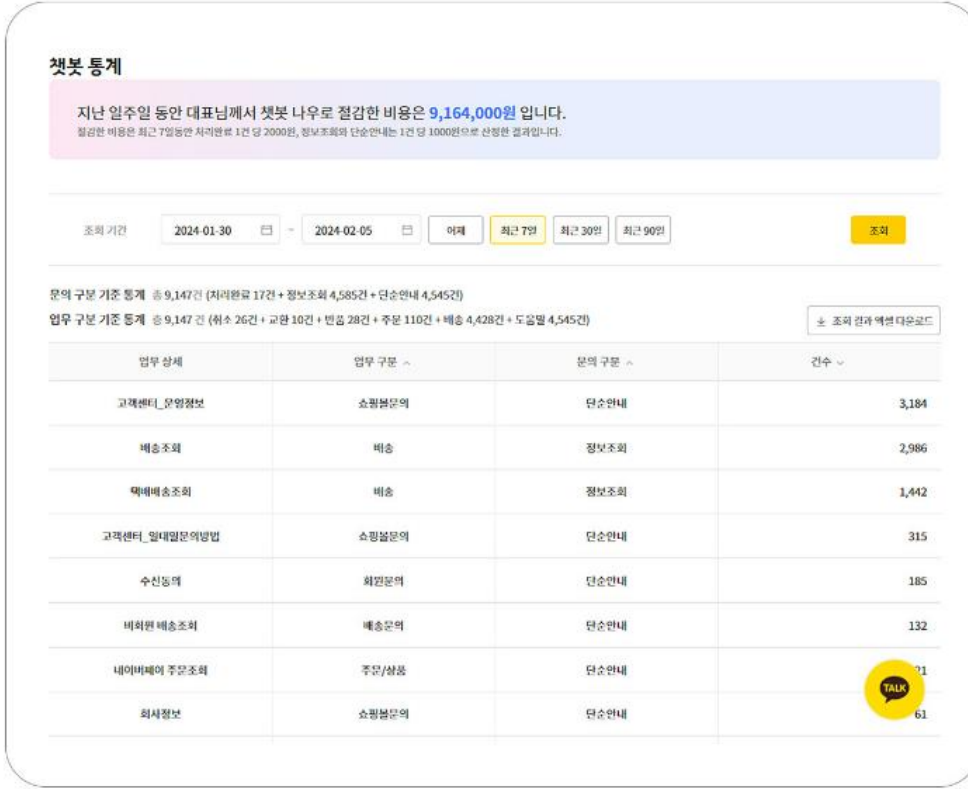 챗봇 통계
지난 일주일 동안 대표님께서 챗봇 나우로 절감한 비용은 9,164,000원 입니다.
절감한 비용은 최근 7일동안 처리완료 1건 당 2000원, 정보조회와 단순안내는 1건 당 1000원으로 산정한 결과입니다.
조회 기간 2024-01-30 ~ 2024-02-05 어제 최근 7일 최근 30일 최근 90일 조회
문의 구분 기준 통계 총 9,147건 (처리완료 17건 + 정보조회 4,585건 + 단순안내 4,545건)
업무 구분 기준 통계 총 9,147 건 (취소 26건 + 교환 10건 + 반품 28건 + 주문 110건 + 배송 4,428건 + 도움말 4,545건)
조회 결과 엑셀 다운로드
업무 상세 업무 구분 문의 구분 건수
고객센터_운영정보 쇼핑몰문의 단순안내 3,184
배송조회 배송 정보조회 2,986
택배배송조회 배송 정보조회 1,442
고객센터_일대일문의방법 쇼핑몰문의 단순안내 315
수신동의 회원문의 단순안내 185
비회원 배송조회 배송문의 단순안내 132
네이버페이 주문조회 주문/상품 단순안내
TALK
회사정보 쇼핑몰문의 단순안내 61